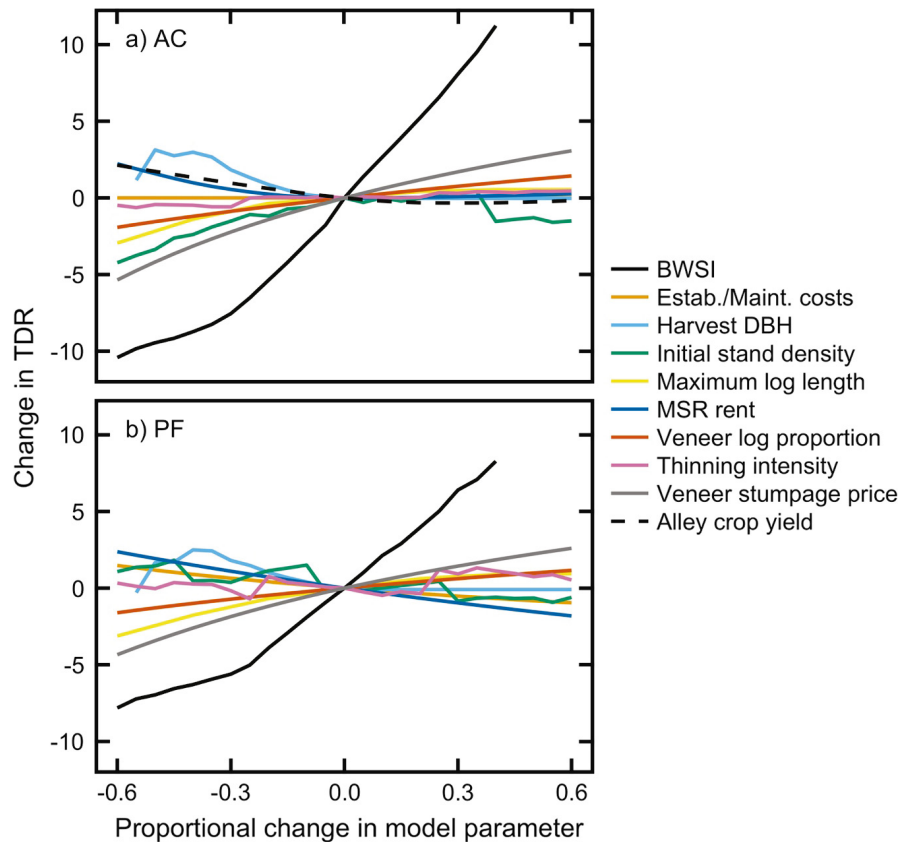 a) AC
10
5
0
-5
-10
b) PF
10
5
0
-5
-10
Change in TDR
-0.6 -0.3 0.0 0.3 0.6
Proportional change in model parameter
BWSI
Estab./Maint. costs
Harvest DBH
Initial stand density
Maximum log length
MSR rent
Veneer log proportion
Thinning intensity
Veneer stumpage price
Alley crop yield